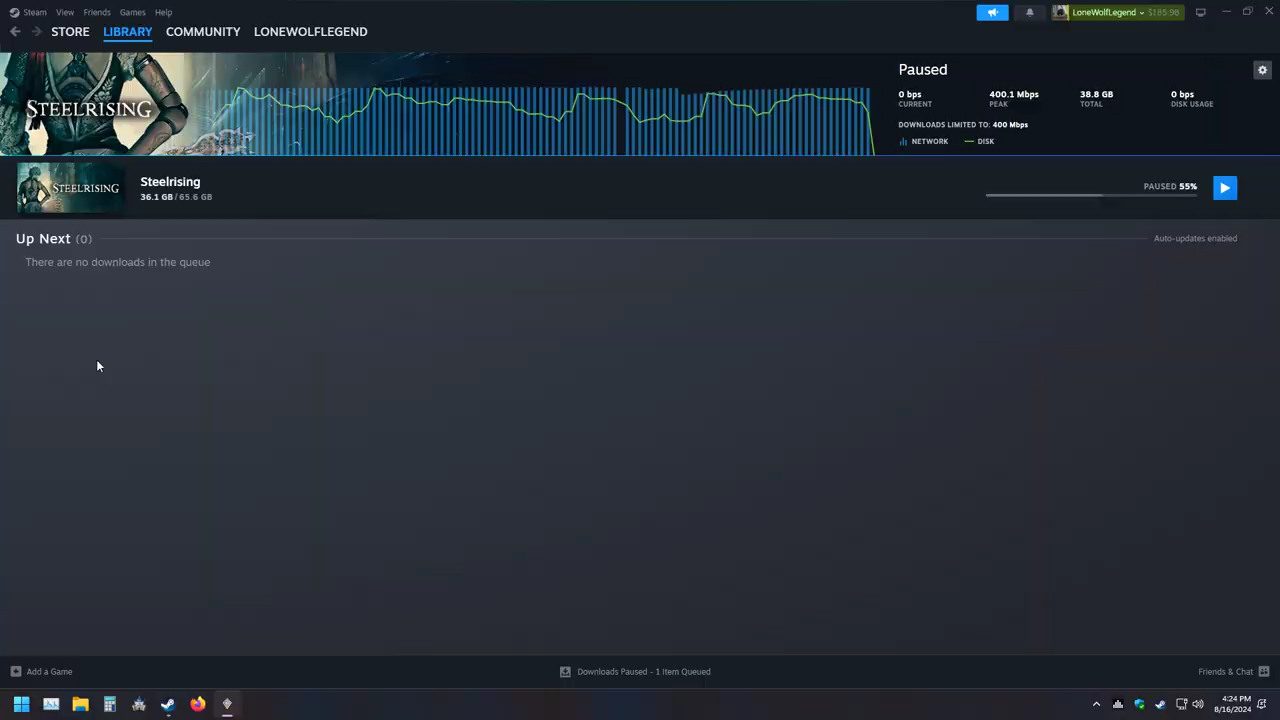 Steam View Friends Games Help LoneWolfLegend $185.98
STORE LIBRARY COMMUNITY LONEWOLFLEGEND
STEELRISING
Paused
0 bps 400.1 Mbps 38.8 GB 0 bps
CURRENT PEAK TOTAL DISK USAGE
DOWNLOADS LIMITED TO: 400 Mbps
NETWORK DISK
STEELRISING
Steelrising
36.1 GB / 65.6 GB
PAUSED 55%
Up Next (0) Auto-updates enabled
There are no downloads in the queue
Add a Game Downloads Paused - 1 Item Queued Friends & Chat
4:24 PM
8/16/2024